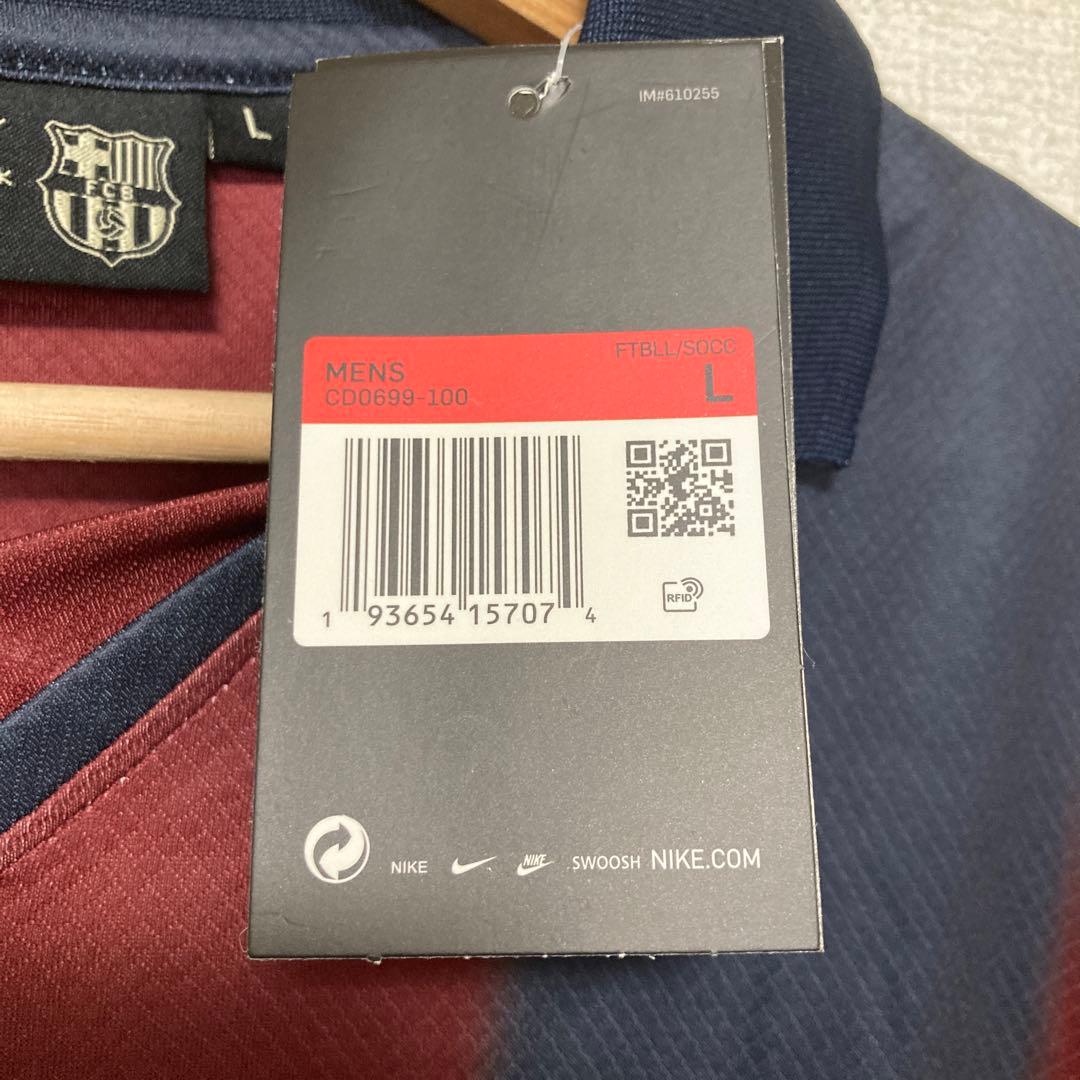 IM#610255
L
FCB
FTBLL/SOCC
MENS
L
CD0699-100
1 93654 15707 4
RFID
NIKE NIKE SWOOSH NIKE.COM